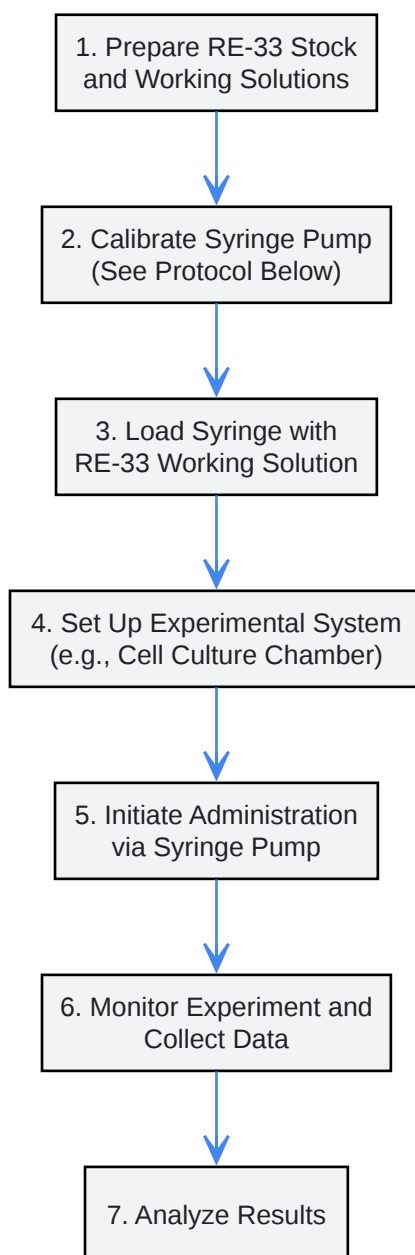 1. Prepare RE-33 Stock
and Working Solutions
2. Calibrate Syringe Pump
(See Protocol Below)
3. Load Syringe with
RE-33 Working Solution
4. Set Up Experimental System
(e.g., Cell Culture Chamber)
5. Initiate Administration
via Syringe Pump
6. Monitor Experiment and
Collect Data
7. Analyze Results